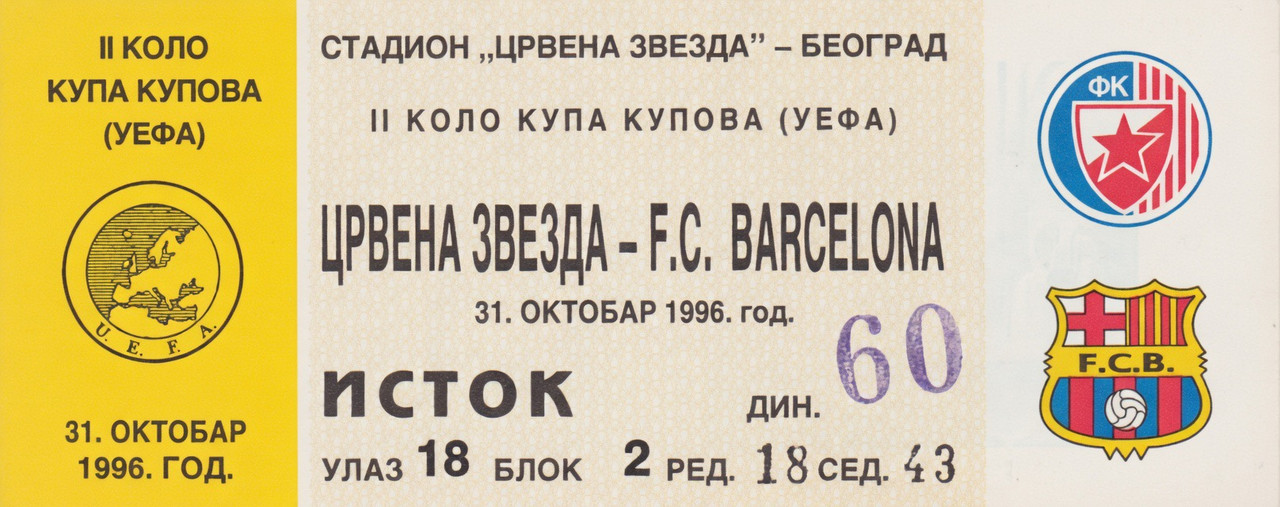 II КОЛО
КУПА КУПОВА
(УЕФА)
U. E. F. A.
31. ОКТОБАР
1996. ГОД.
СТАДИОН „ЦРВЕНА ЗВЕЗДА” – БЕОГРАД
II КОЛО КУПА КУПОВА (УЕФА)
ЦРВЕНА ЗВЕЗДА – F.C. BARCELONA
31. ОКТОБАР 1996. год.
ИСТОК ДИН. 60
УЛАЗ 18 БЛОК 2 РЕД. 18 СЕД. 43
ФК
F.C.B.